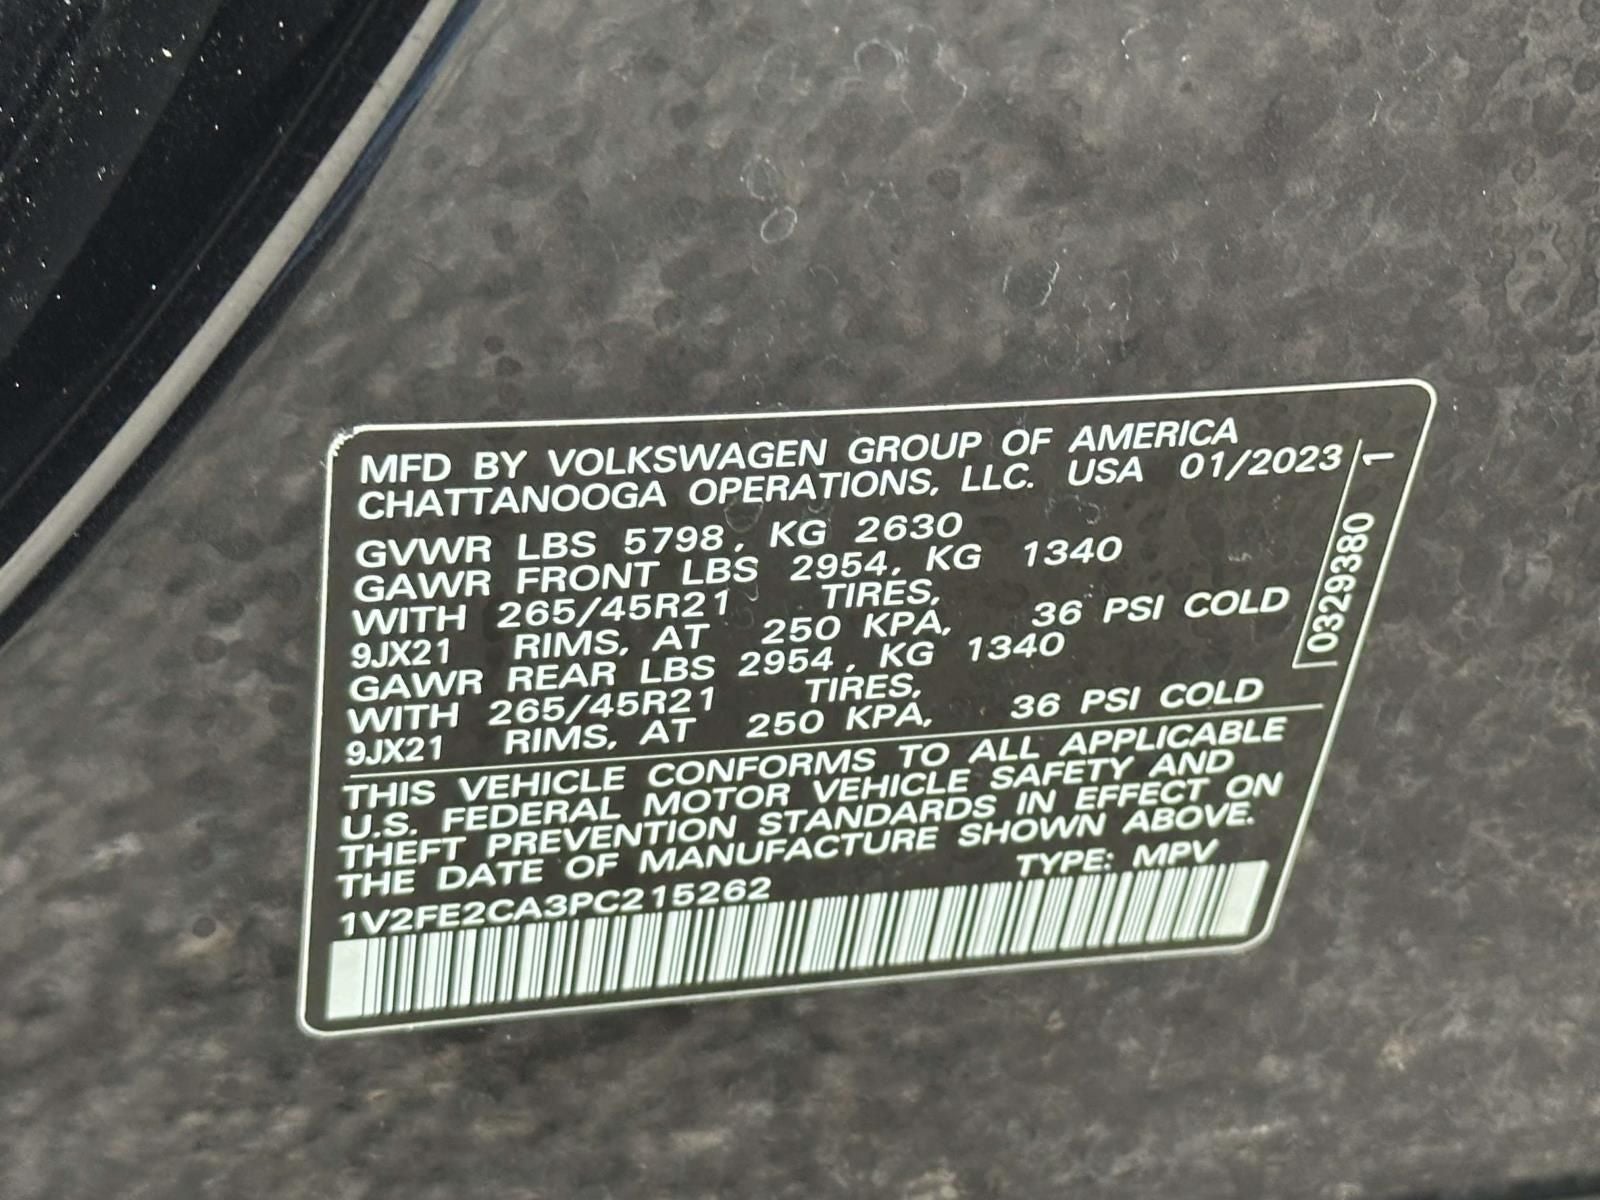 MFD BY VOLKSWAGEN GROUP OF AMERICA
CHATTANOOGA OPERATIONS, LLC. USA 01/2023
GVWR LBS 5798, KG 2630
GAWR FRONT LBS 2954, KG 1340
WITH 265/45R21 TIRES,
9JX21 RIMS, AT 250 KPA, 36 PSI COLD
GAWR REAR LBS 2954, KG 1340
WITH 265/45R21 TIRES,
9JX21 RIMS, AT 250 KPA, 36 PSI COLD
THIS VEHICLE CONFORMS TO ALL APPLICABLE
U.S. FEDERAL MOTOR VEHICLE SAFETY AND
THEFT PREVENTION STANDARDS IN EFFECT ON
THE DATE OF MANUFACTURE SHOWN ABOVE.
1V2FE2CA3PC215262 TYPE: MPV
0329380 1